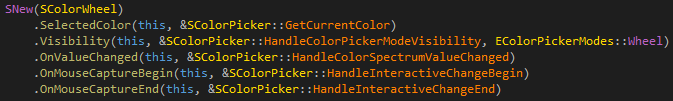 SNew(SColorWheel)
.SelectedColor(this, &SColorPicker::GetCurrentColor)
.Visibility(this, &SColorPicker::HandleColorPickerModeVisibility, EColorPickerModes::Wheel)
.OnValueChanged(this, &SColorPicker::HandleColorSpectrumValueChanged)
.OnMouseCaptureBegin(this, &SColorPicker::HandleInteractiveChangeBegin)
.OnMouseCaptureEnd(this, &SColorPicker::HandleInteractiveChangeEnd)